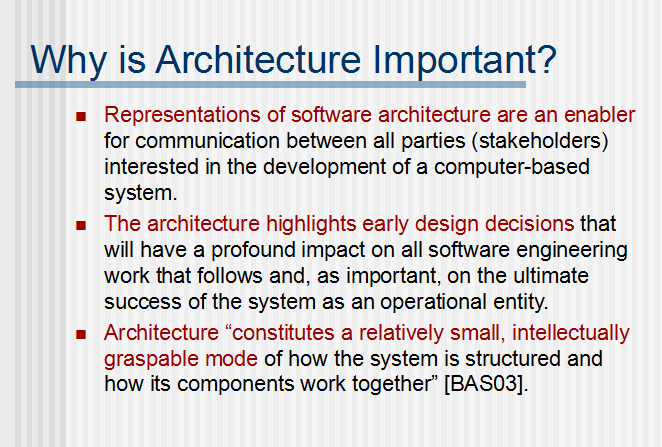 Why is Architecture Important?
Representations of software architecture are an enabler
for communication between all parties (stakeholders)
interested in the development of a computer-based
system.
The architecture highlights early design decisions that
will have a profound impact on all software engineering
work that follows and, as important, on the ultimate
success of the system as an operational entity.
Architecture “constitutes a relatively small, intellectually
graspable mode of how the system is structured and
how its components work together” [BAS03].